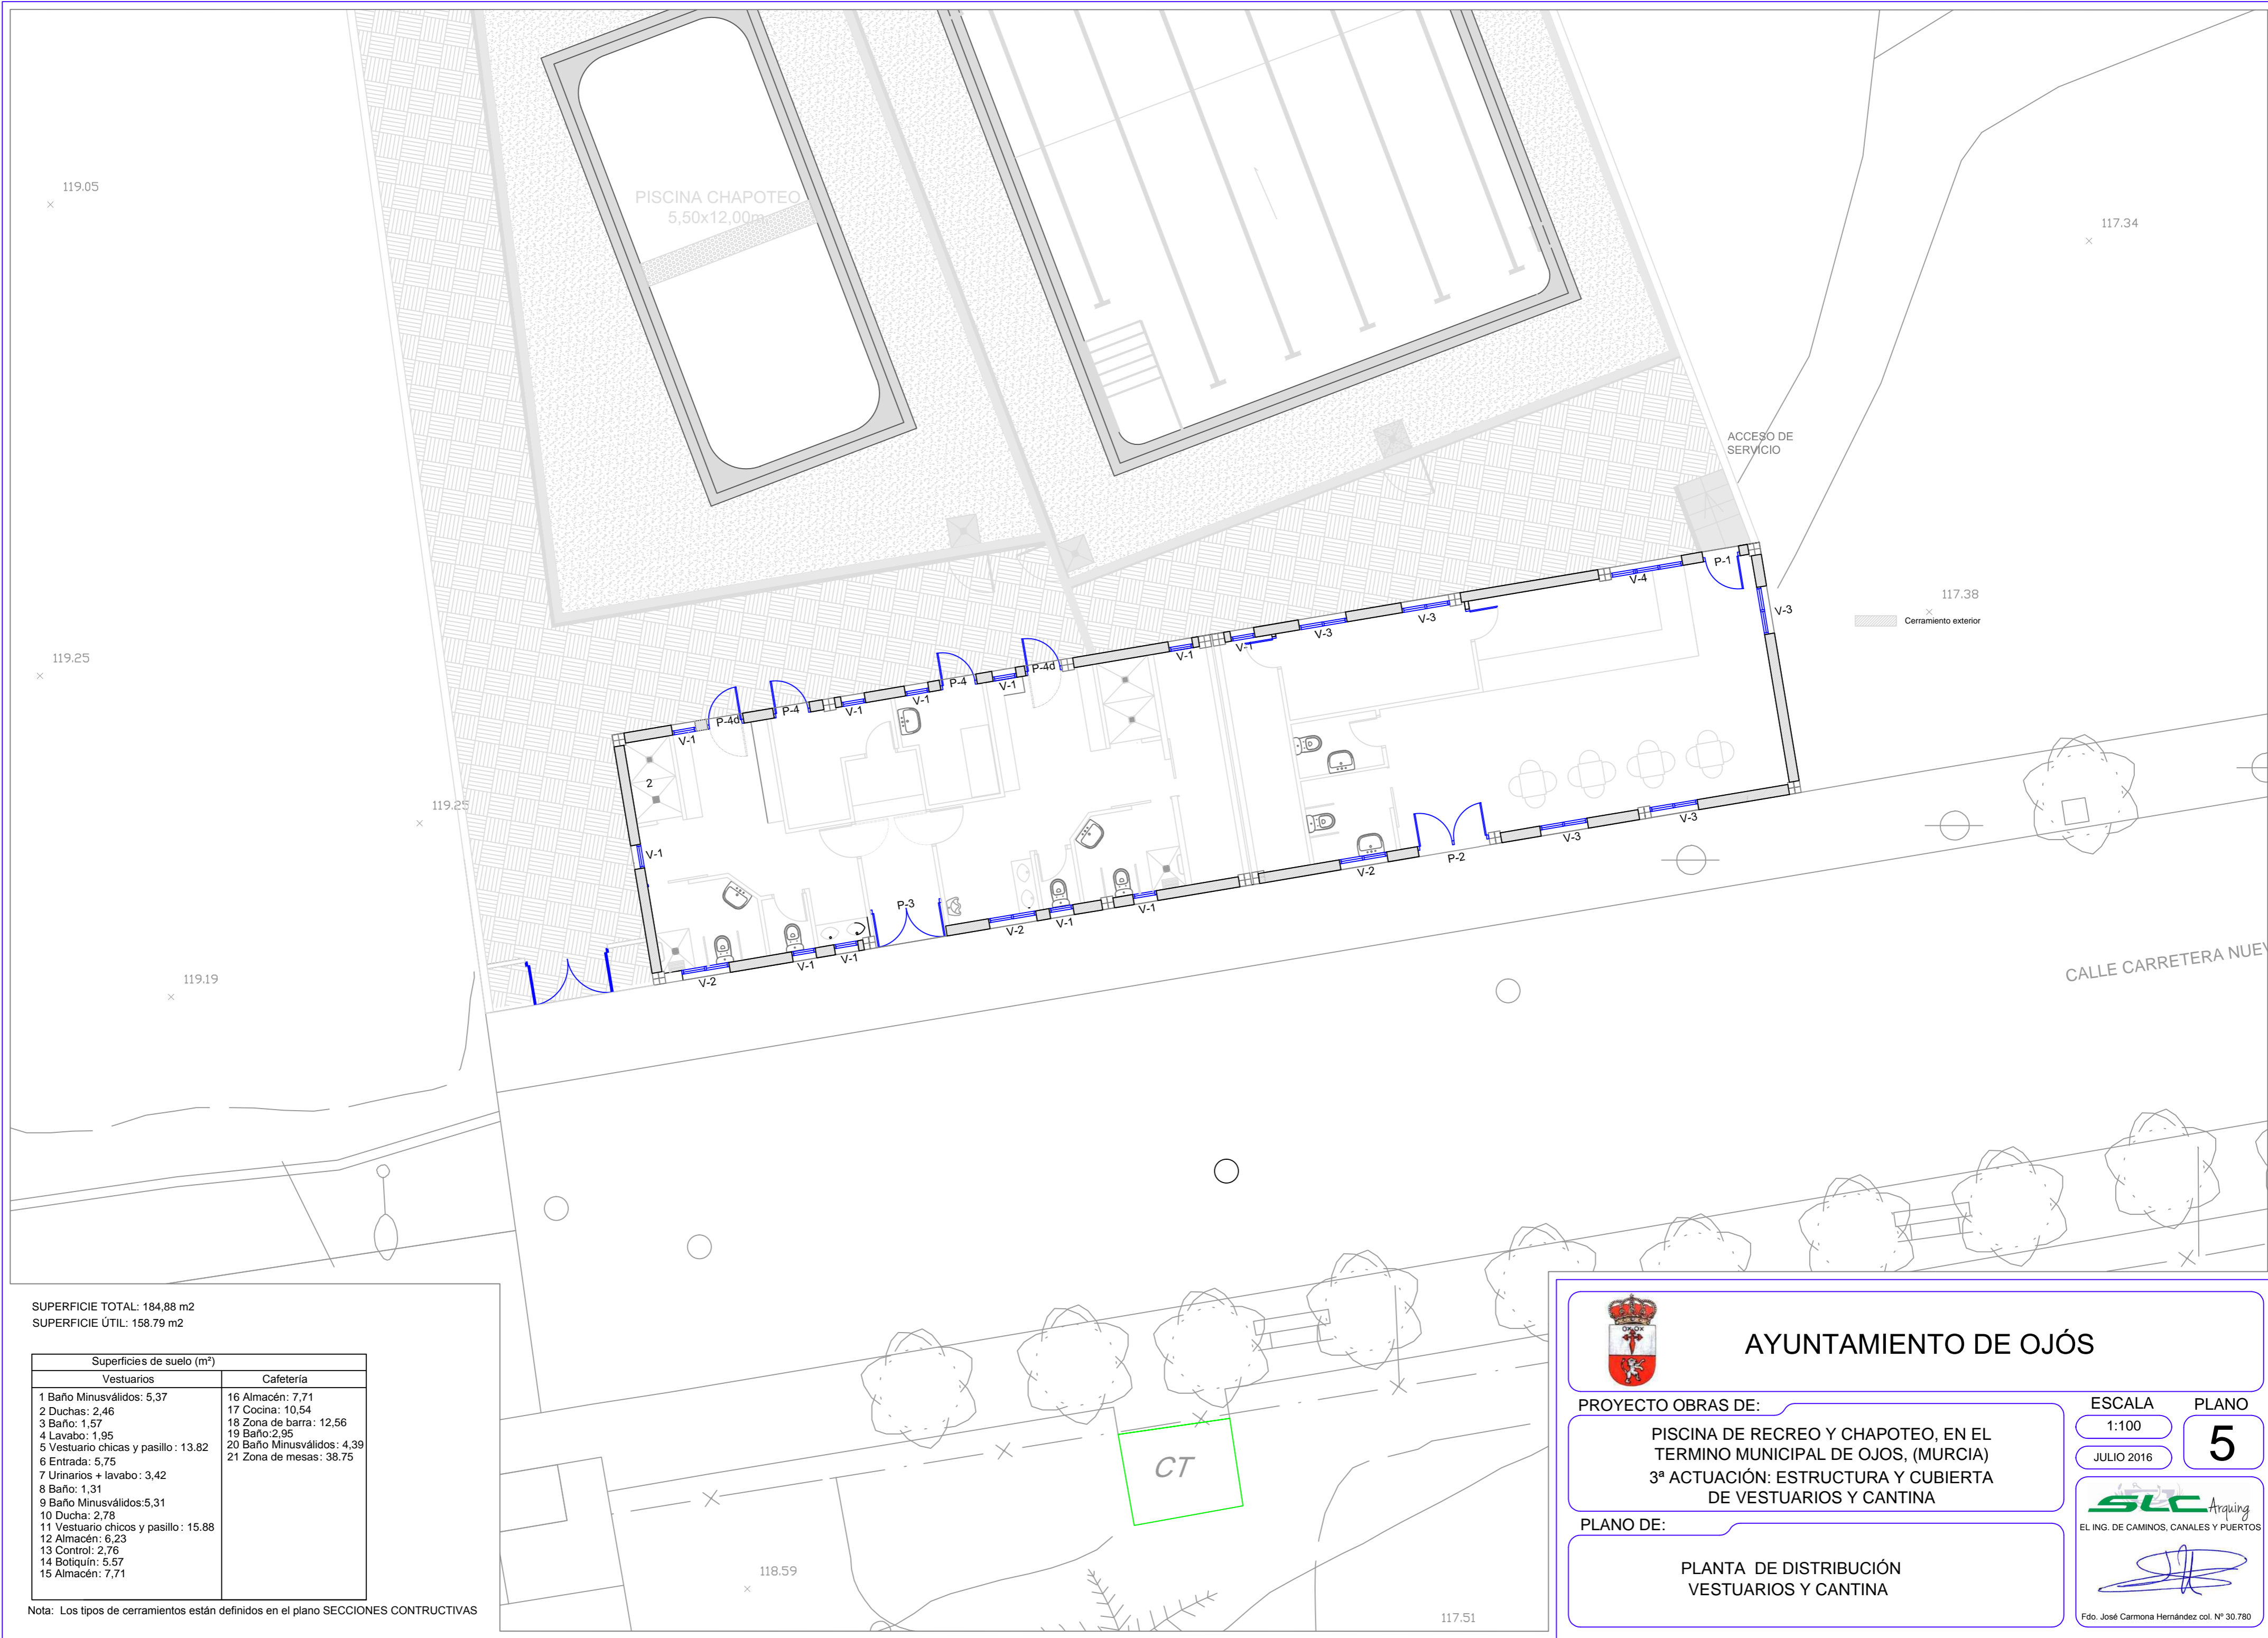 119.05
PISCINA CHAPOTEO
5,50x12,00m
117.34
ACCESO DE
SERVICIO
117.38
Cerramiento exterior
119.25
119.25
119.19
P-1
V-4
V-3
V-3
V-3
V-1
V-1
P-4d
V-1
P-4
V-1
V-1
P-4
P-4d
V-1
2
V-1
V-3
V-3
P-2
V-2
P-3
V-1
V-1
V-2
V-1
V-1
V-2
CALLE CARRETERA NUEV
CT
118.59
117.51
SUPERFICIE TOTAL: 184,88 m2
SUPERFICIE ÚTIL: 158.79 m2
Superficies de suelo (m²)
Vestuarios
1 Baño Minusválidos: 5,37
2 Duchas: 2,46
3 Baño: 1,57
4 Lavabo: 1,95
5 Vestuario chicas y pasillo : 13.82
6 Entrada: 5,75
7 Urinarios + lavabo : 3,42
8 Baño: 1,31
9 Baño Minusválidos:5,31
10 Ducha: 2,78
11 Vestuario chicos y pasillo : 15.88
12 Almacén: 6,23
13 Control: 2,76
14 Botiquín: 5.57
15 Almacén: 7,71
Cafetería
16 Almacén: 7,71
17 Cocina: 10,54
18 Zona de barra: 12,56
19 Baño:2,95
20 Baño Minusválidos: 4,39
21 Zona de mesas: 38.75
Nota: Los tipos de cerramientos están definidos en el plano SECCIONES CONTRUCTIVAS
AYUNTAMIENTO DE OJÓS
PROYECTO OBRAS DE:
PISCINA DE RECREO Y CHAPOTEO, EN EL
TERMINO MUNICIPAL DE OJOS, (MURCIA)
3ª ACTUACIÓN: ESTRUCTURA Y CUBIERTA
DE VESTUARIOS Y CANTINA
ESCALA
1:100
JULIO 2016
PLANO
5
PLANO DE:
PLANTA DE DISTRIBUCIÓN
VESTUARIOS Y CANTINA
SLC Arquing
EL ING. DE CAMINOS, CANALES Y PUERTOS
Fdo. José Carmona Hernández col. Nº 30.780